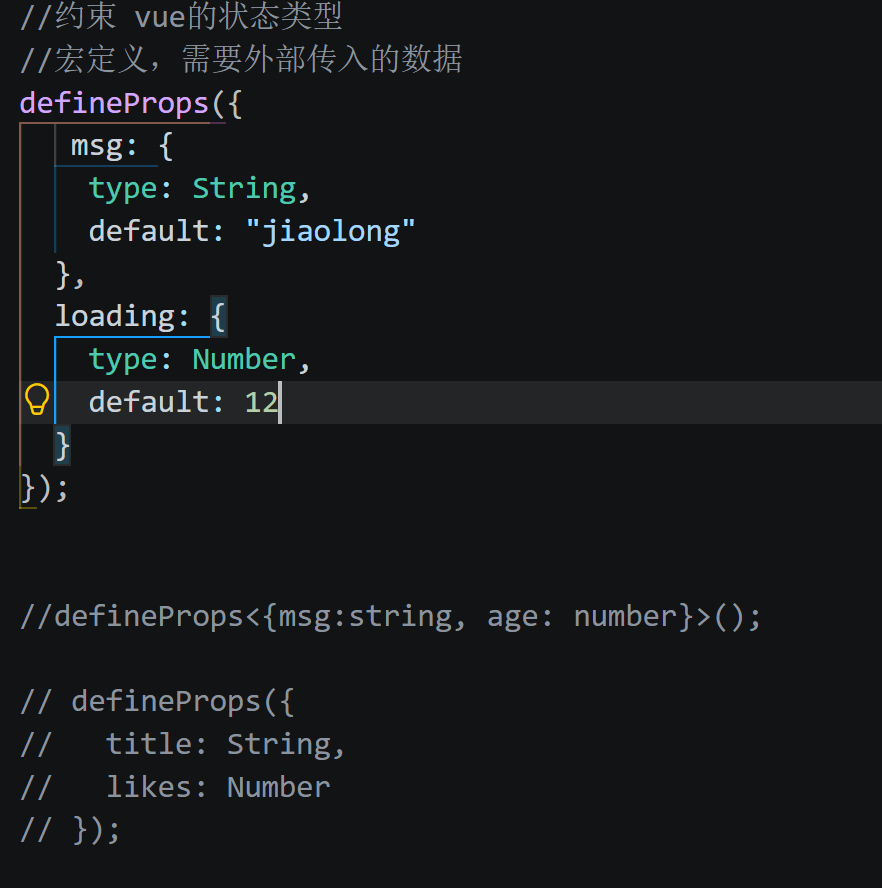 //约束 vue的状态类型
//宏定义，需要外部传入的数据
defineProps({
   msg: {
    type: String,
    default: "jiaolong"
  },
  loading: {
    type: Number,
    default: 12
  }
});
//defineProps<{msg:string, age: number}>();
// defineProps({
//   title: String,
//   likes: Number
// });